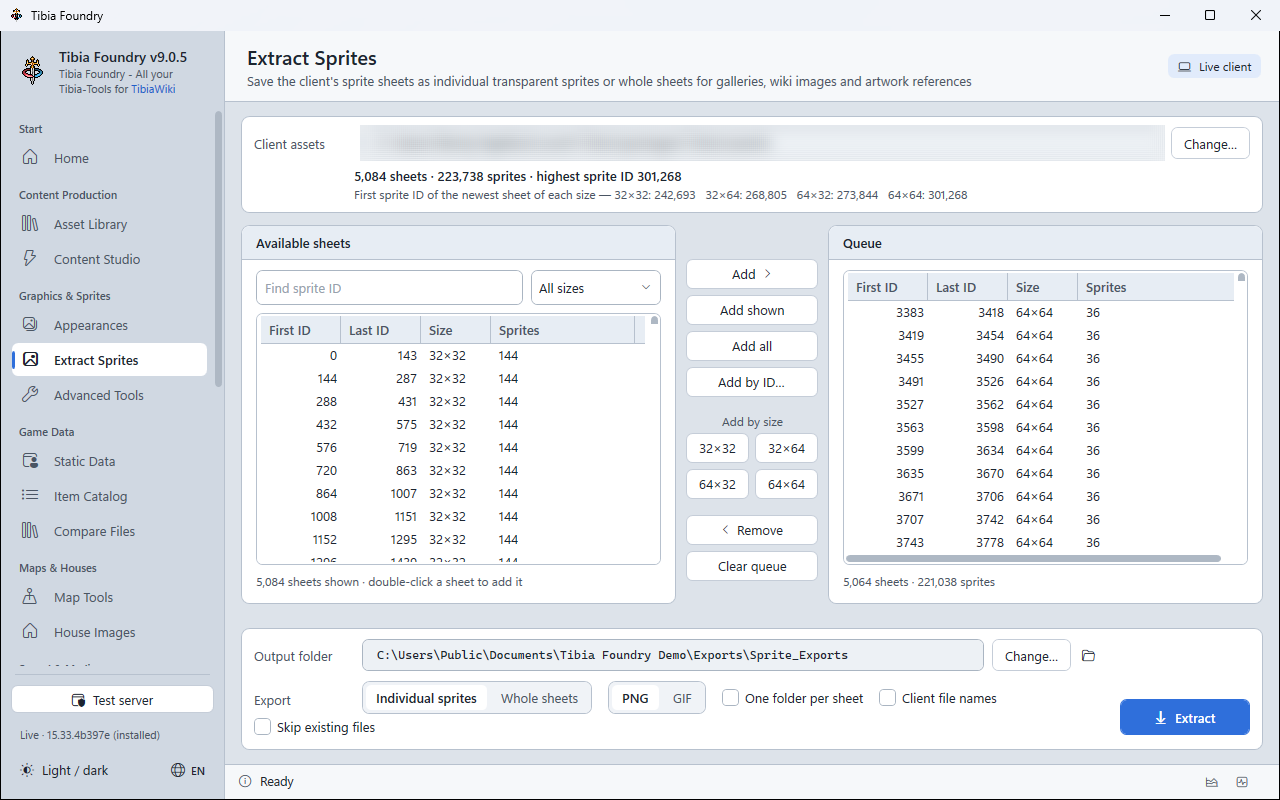 Tibia Foundry
Tibia Foundry v9.0.5
Tibia Foundry - All your
Tibia-Tools for TibiaWiki
Start
Home
Content Production
Asset Library
Content Studio
Graphics & Sprites
Appearances
Extract Sprites
Advanced Tools
Game Data
Static Data
Item Catalog
Compare Files
Maps & Houses
Map Tools
House Images
Test server
Live · 15.33.4b397e (installed)
Light / dark
EN
Extract Sprites
Save the client's sprite sheets as individual transparent sprites or whole sheets for galleries, wiki images and artwork references
Live client
Client assets
Change...
5,084 sheets · 223,738 sprites · highest sprite ID 301,268
First sprite ID of the newest sheet of each size — 32×32: 242,693 32×64: 268,805 64×32: 273,844 64×64: 301,268
Available sheets
Find sprite ID
All sizes
First ID Last ID Size Sprites
0 143 32×32 144
144 287 32×32 144
288 431 32×32 144
432 575 32×32 144
576 719 32×32 144
720 863 32×32 144
864 1007 32×32 144
1008 1151 32×32 144
1152 1295 32×32 144
1296 1439 32×32 144
5,084 sheets shown · double-click a sheet to add it
Add >
Add shown
Add all
Add by ID...
Add by size
32×32 32×64
64×32 64×64
< Remove
Clear queue
Queue
First ID Last ID Size Sprites
3383 3418 64×64 36
3419 3454 64×64 36
3455 3490 64×64 36
3491 3526 64×64 36
3527 3562 64×64 36
3563 3598 64×64 36
3599 3634 64×64 36
3635 3670 64×64 36
3671 3706 64×64 36
3707 3742 64×64 36
3743 3778 64×64 36
5,064 sheets · 221,038 sprites
Output folder
C:\Users\Public\Documents\Tibia Foundry Demo\Exports\Sprite_Exports
Change...
Export
Individual sprites Whole sheets
PNG GIF
One folder per sheet
Client file names
Skip existing files
Extract
Ready